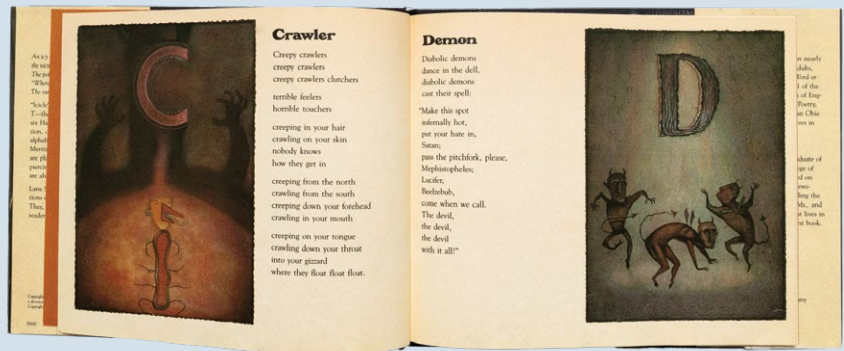 C
Crawler
Creepy crawlers
creepy crawlers
creepy crawlers clutchers
terrible feelers
horrible touchers
creeping in your hair
crawling on your skin
nobody knows
how they get in
creeping from the north
crawling from the south
creeping down your forehead
crawling in your mouth
creeping on your tongue
crawling down your throat
into your gizzard
where they float float float.
Demon
Diabolic demons
dance in the dell,
diabolic demons
cast their spell:
"Make this spot
infernally hot,
put your hate in,
Satan;
pass the pitchfork, please,
Mephistopheles;
Lucifer,
Beelzebub,
come when we call.
The devil,
the devil,
the devil
with it all!"
D